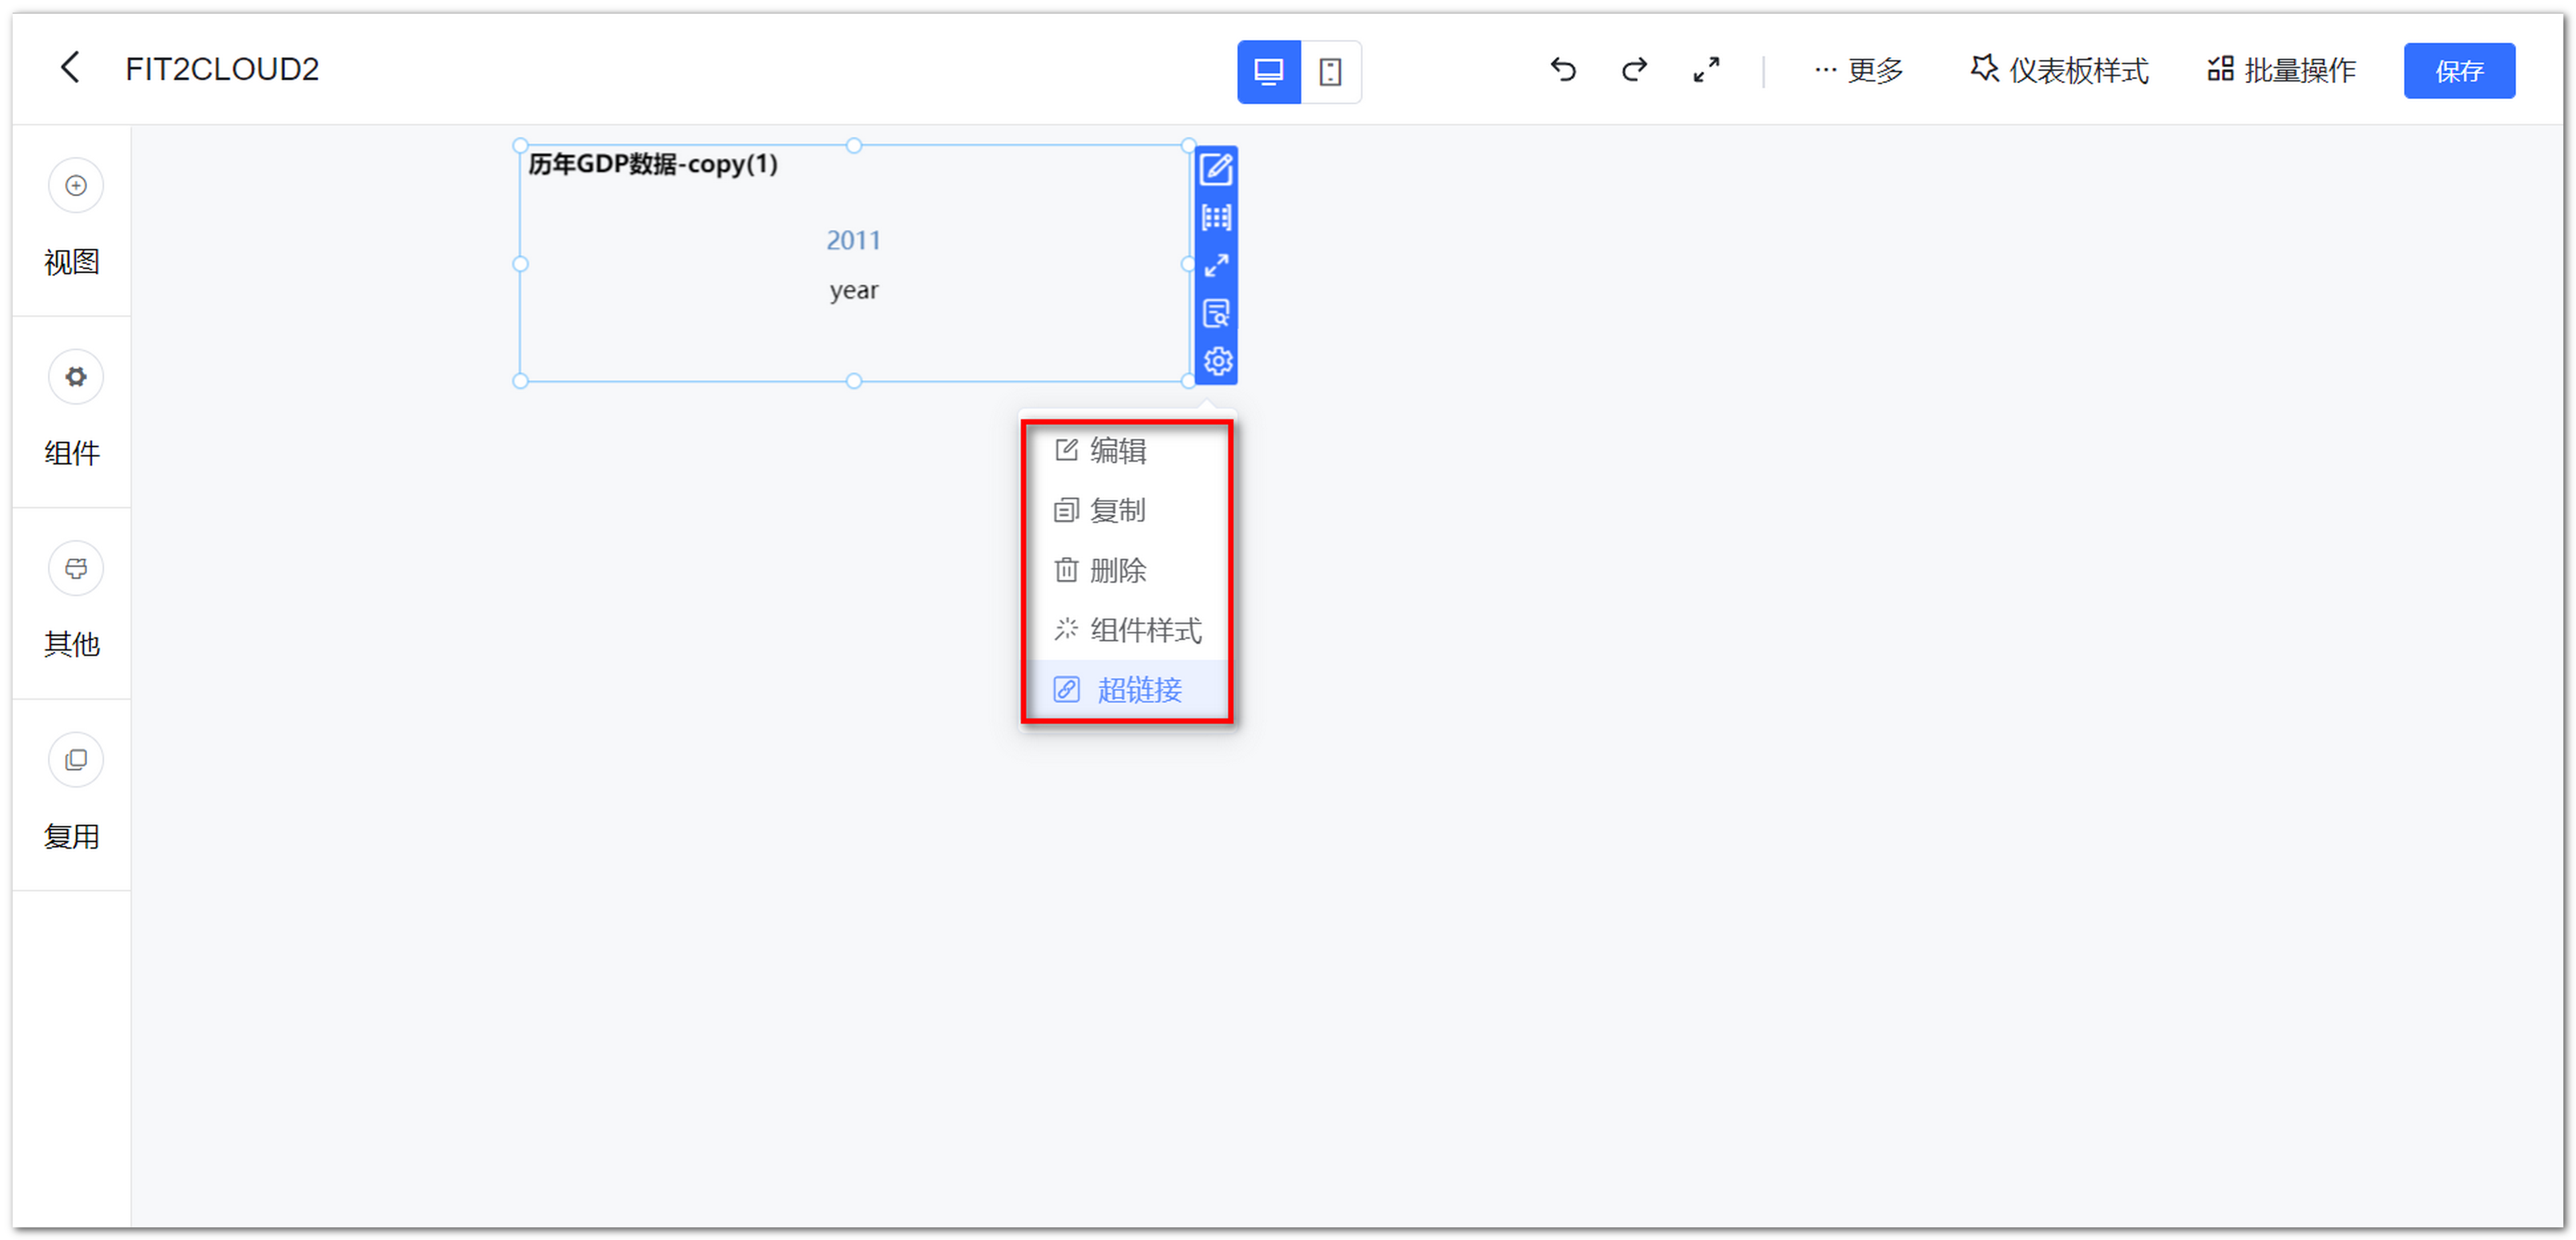 FIT2CLOUD2
··· 更多
仪表板样式
批量操作
保存
视图
组件
其他
复用
历年GDP数据-copy(1)
2011
year
编辑
复制
删除
组件样式
超链接